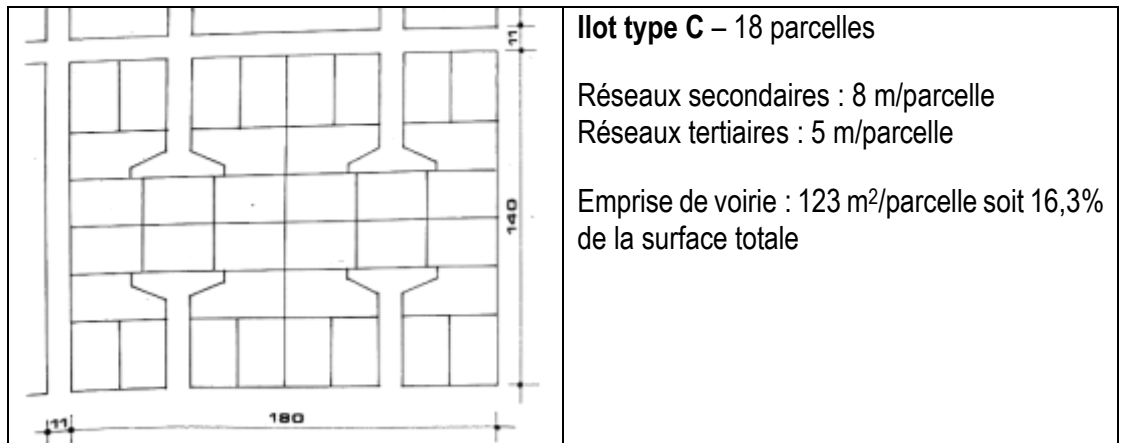 Ilot type C – 18 parcelles
Réseaux secondaires : 8 m/parcelle
Réseaux tertiaires : 5 m/parcelle
Emprise de voirie : 123 m²/parcelle soit 16,3%
de la surface totale
11
140
11
180